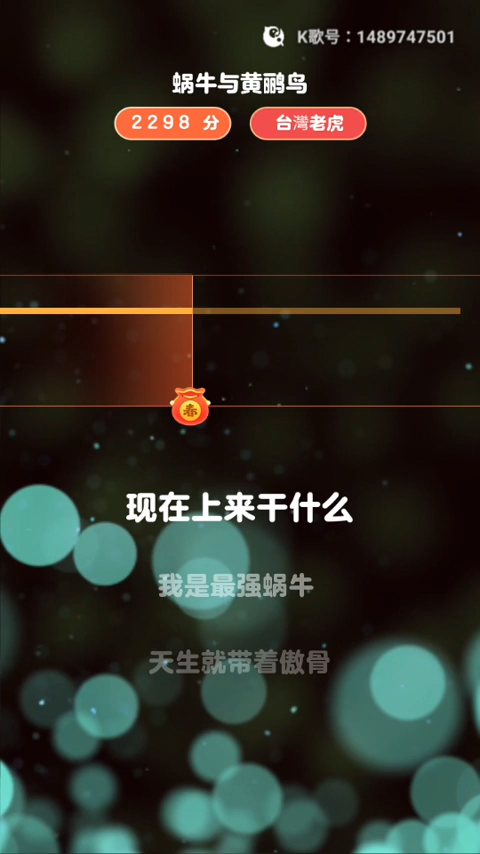 K歌号：1489747501
蜗牛与黄鹂鸟
2298 分
台灣老虎
春
现在上来干什么
我是最强蜗牛
天生就带着傲骨